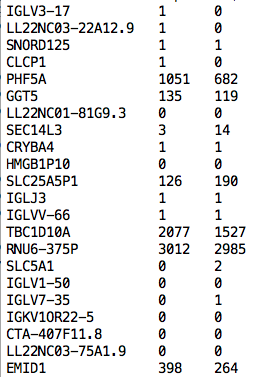 IGLV3-17 1 0
LL22NC03-22A12.9 1 0
SNORD125 1 1
CLCP1 1 0
PHF5A 1051 682
GGT5 135 119
LL22NC01-81G9.3 0 0
SEC14L3 3 14
CRYBA4 1 1
HMGB1P10 0 0
SLC25A5P1 126 190
IGLJ3 1 1
IGLVV-66 1 1
TBC1D10A 2077 1527
RNU6-375P 3012 2985
SLC5A1 0 2
IGLV1-50 0 0
IGLV7-35 0 1
IGKV1OR22-5 0 0
CTA-407F11.8 0 0
LL22NC03-75A1.9 0 0
EMID1 398 264